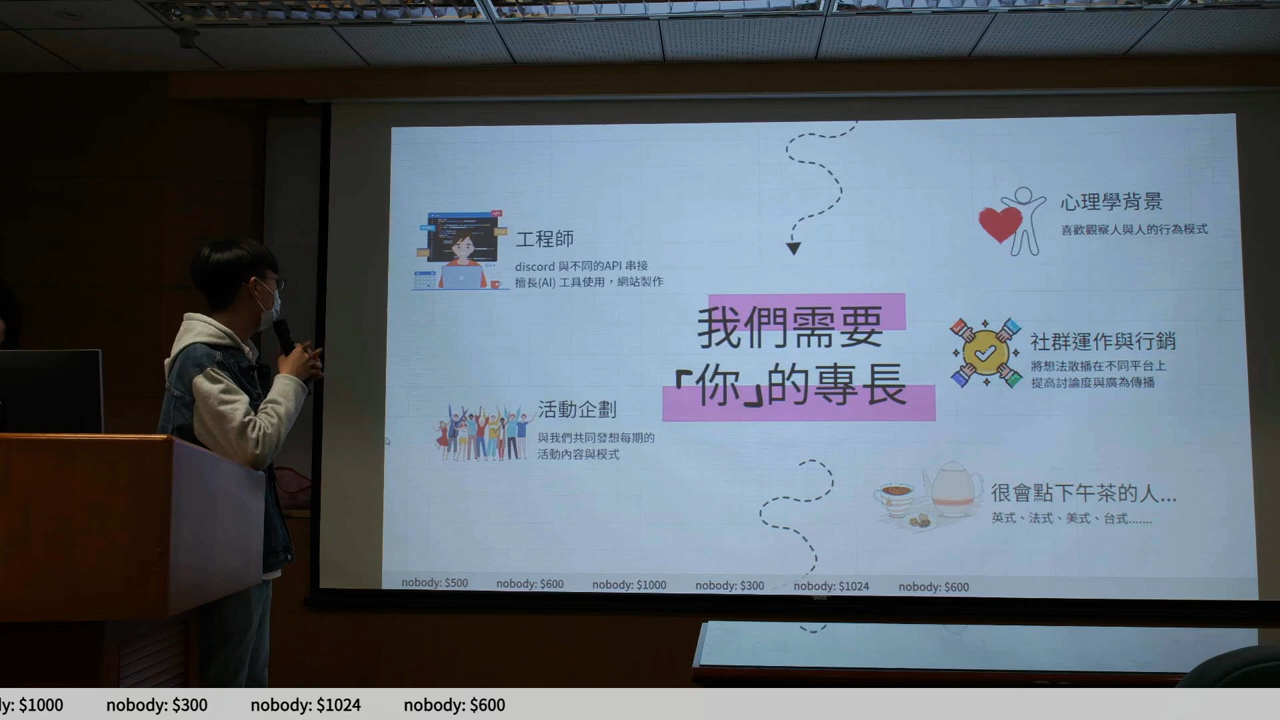 工程師
discord 與不同的API 串接
擅長(AI) 工具使用，網站製作
活動企劃
與我們共同發想每期的
活動內容與模式
我們需要
「你」的專長
心理學背景
喜歡觀察人與人的行為模式
社群運作與行銷
將想法散播在不同平台上
提高討論度與廣為傳播
很會點下午茶的人...
英式、法式、美式、台式.......
nobody: $500 nobody: $600 nobody: $1000 nobody: $300 nobody: $1024 nobody: $600
dy: $1000 nobody: $300 nobody: $1024 nobody: $600